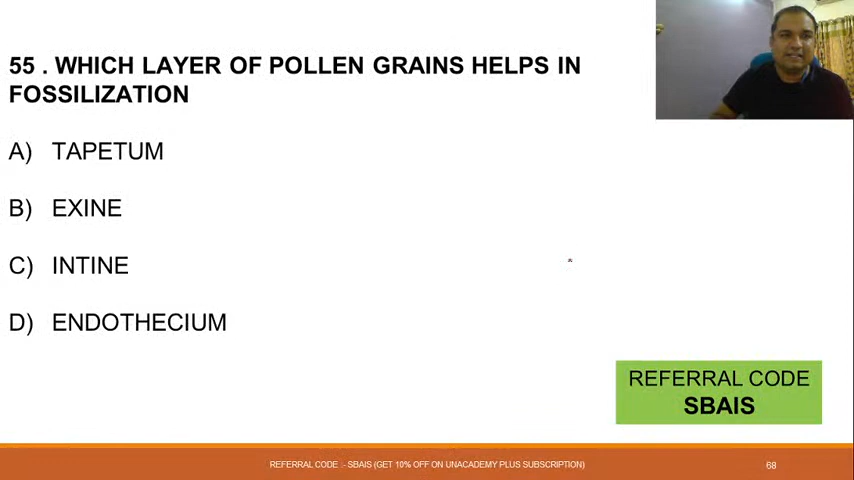 55 . WHICH LAYER OF POLLEN GRAINS HELPS IN
FOSSILIZATION
A) TAPETUM
B) EXINE
C) INTINE
D) ENDOTHECIUM
REFERRAL CODE
SBAIS
REFERRAL CODE :- SBAIS (GET 10% OFF ON UNACADEMY PLUS SUBSCRIPTION)
68